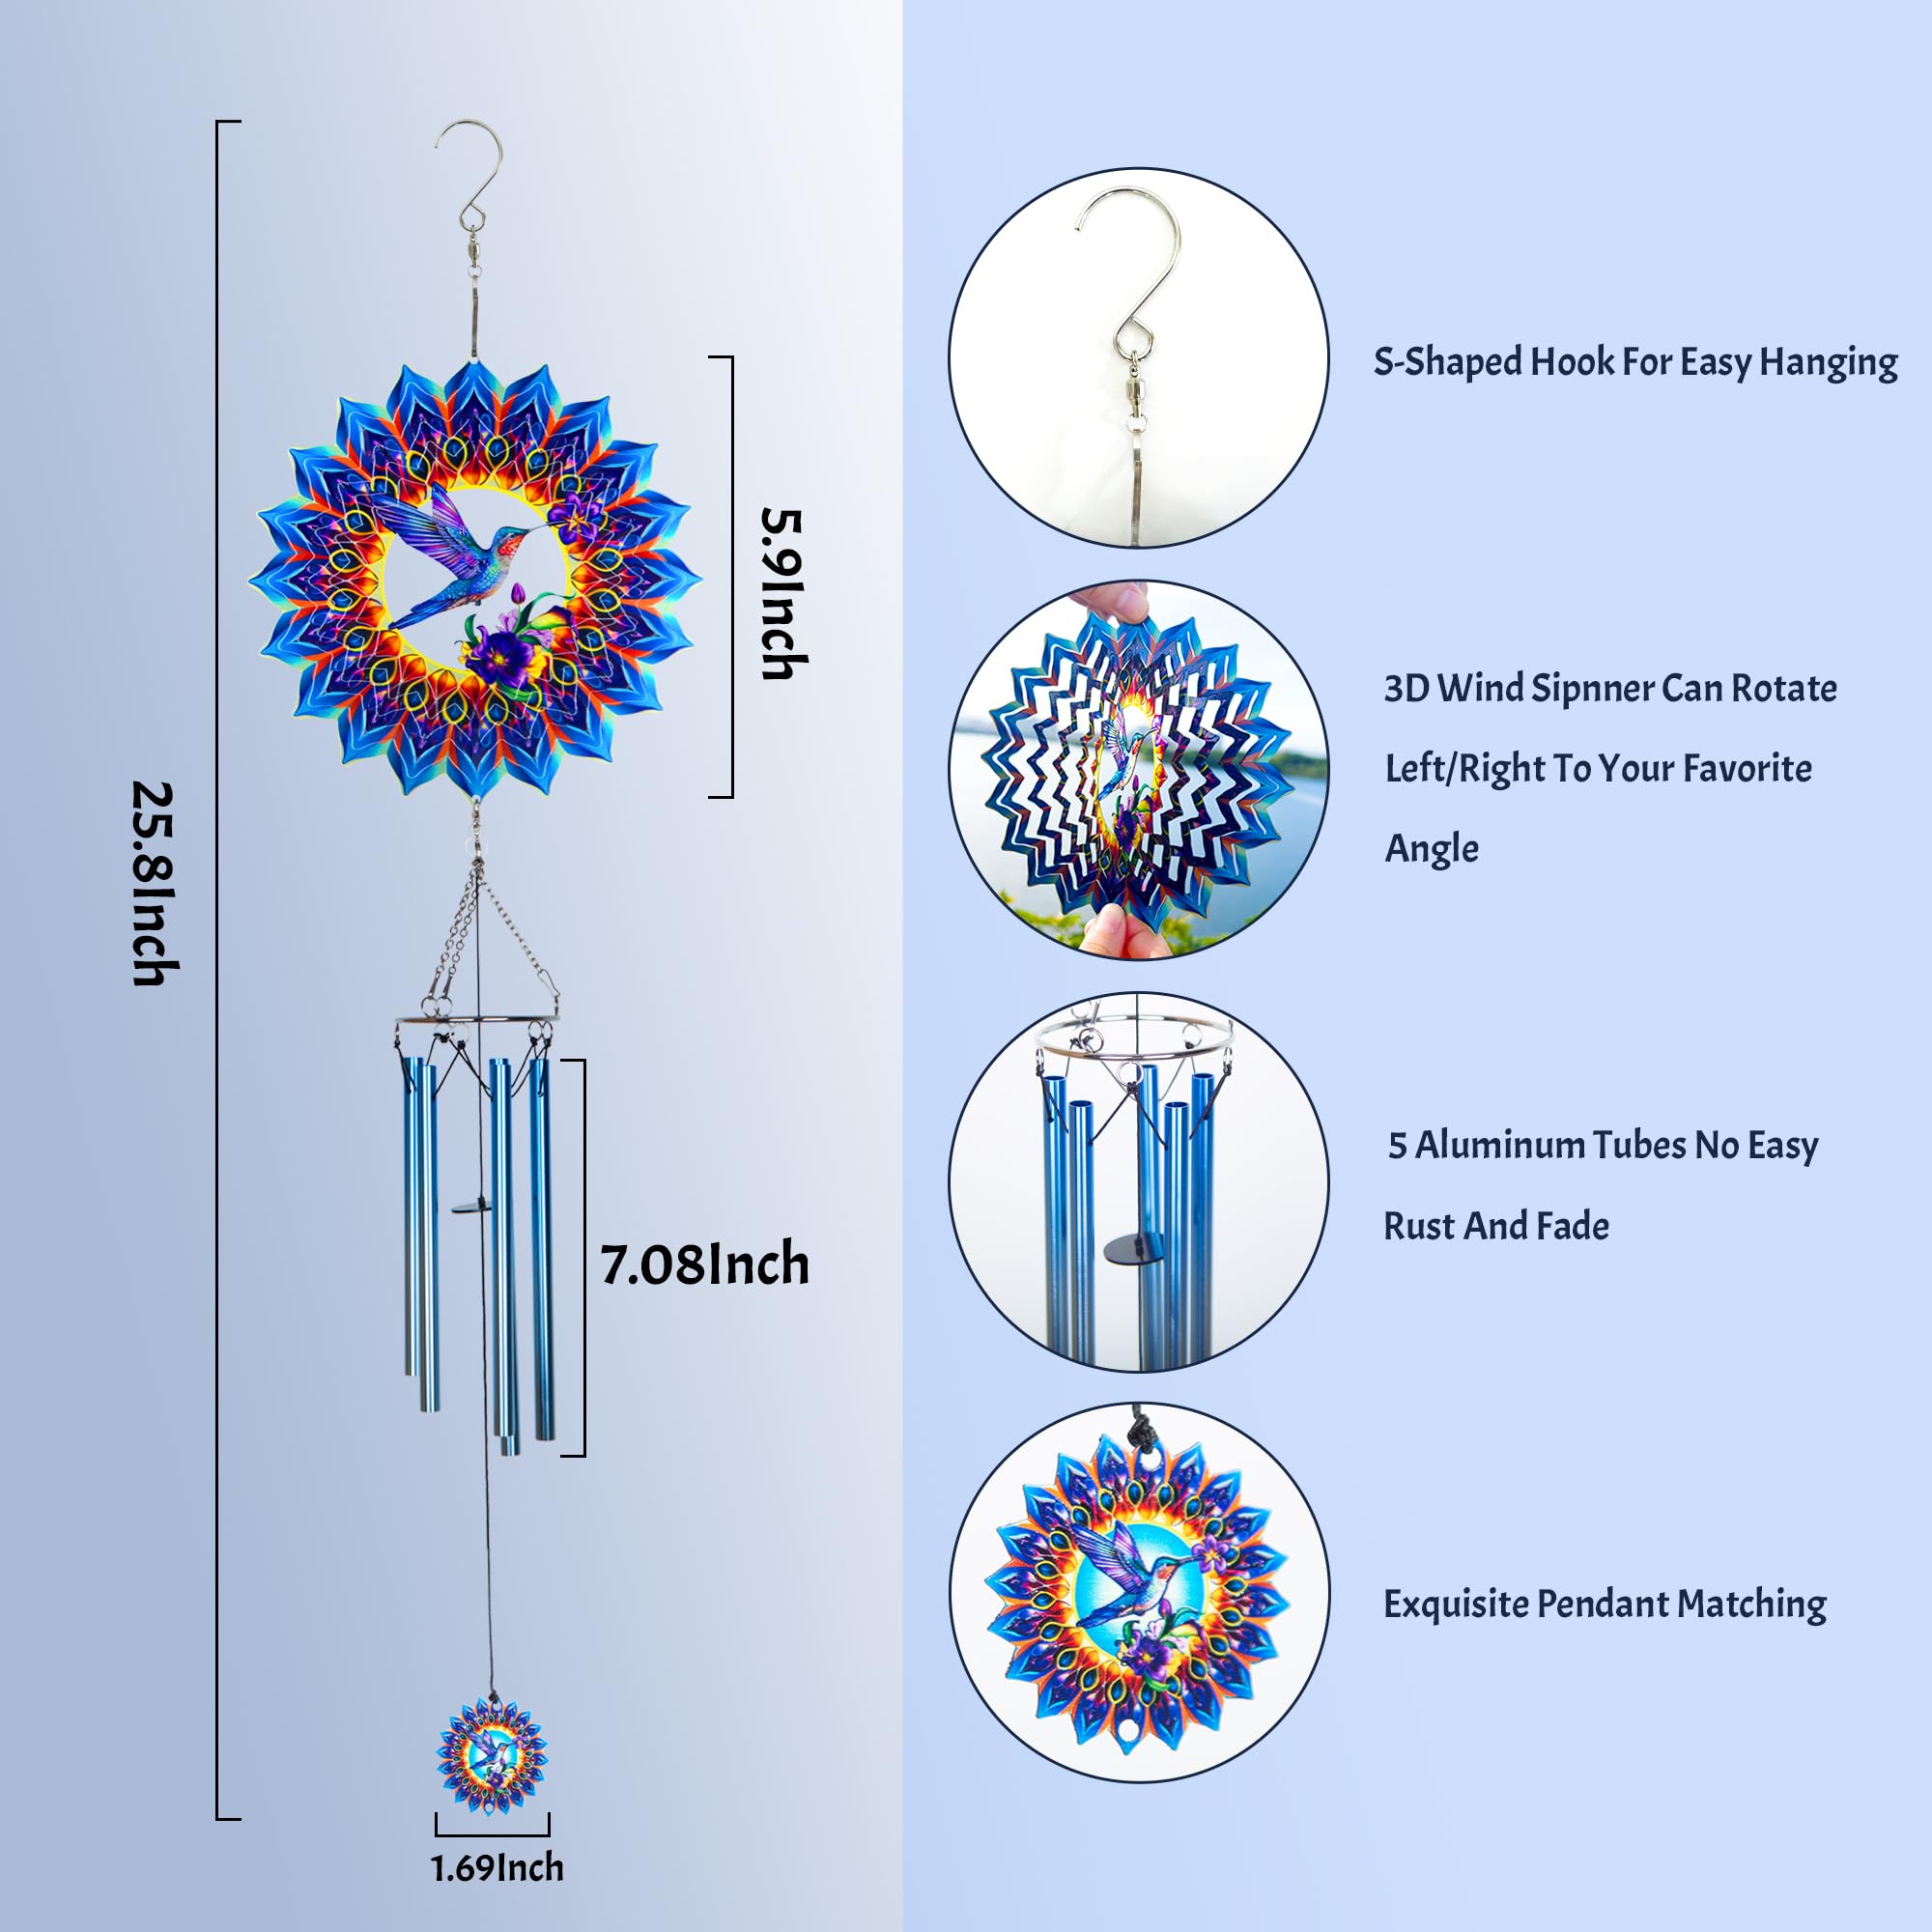 25.8Inch
5.9Inch
7.08Inch
1.69Inch
S-Shaped Hook For Easy Hanging
3D Wind Sipnner Can Rotate
Left/Right To Your Favorite
Angle
5 Aluminum Tubes No Easy
Rust And Fade
Exquisite Pendant Matching